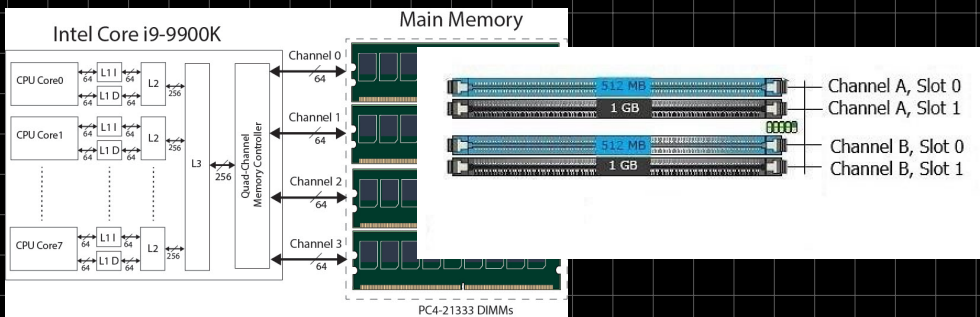 Intel Core i9-9900K
Main Memory
CPU Core0
64
L1 I
64
L2
256
64
L1 D
64
CPU Core1
64
L1 I
64
L2
256
64
L1 D
64
CPU Core7
64
L1 I
64
L2
256
64
L1 D
64
L3
256
Quad-Channel
Memory Controller
Channel 0
64
Channel 1
64
Channel 2
64
Channel 3
64
PC4-21333 DIMMs
512 MB
Channel A, Slot 0
1 GB
Channel A, Slot 1
512 MB
Channel B, Slot 0
1 GB
Channel B, Slot 1